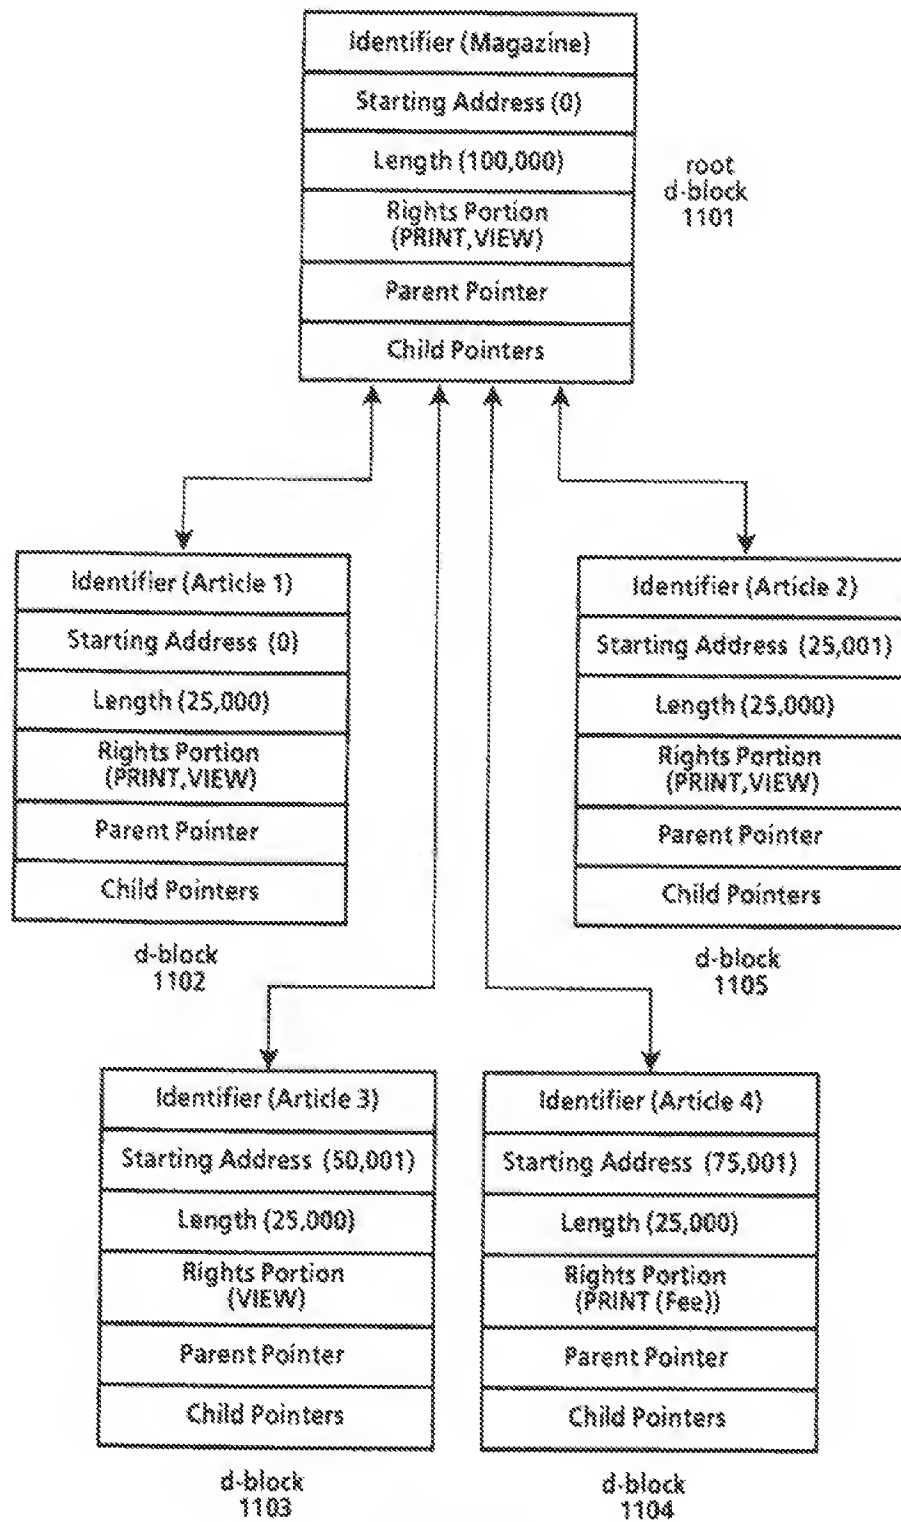 Identifier (Magazine)
Starting Address (0)
Length (100,000)
Rights Portion
(PRINT,VIEW)
Parent Pointer
Child Pointers
root
d-block
1101
Identifier (Article 1)
Starting Address (0)
Length (25,000)
Rights Portion
(PRINT,VIEW)
Parent Pointer
Child Pointers
d-block
1102
Identifier (Article 2)
Starting Address (25,001)
Length (25,000)
Rights Portion
(PRINT,VIEW)
Parent Pointer
Child Pointers
d-block
1105
Identifier (Article 3)
Starting Address (50,001)
Length (25,000)
Rights Portion
(VIEW)
Parent Pointer
Child Pointers
d-block
1103
Identifier (Article 4)
Starting Address (75,001)
Length (25,000)
Rights Portion
(PRINT (Fee))
Parent Pointer
Child Pointers
d-block
1104